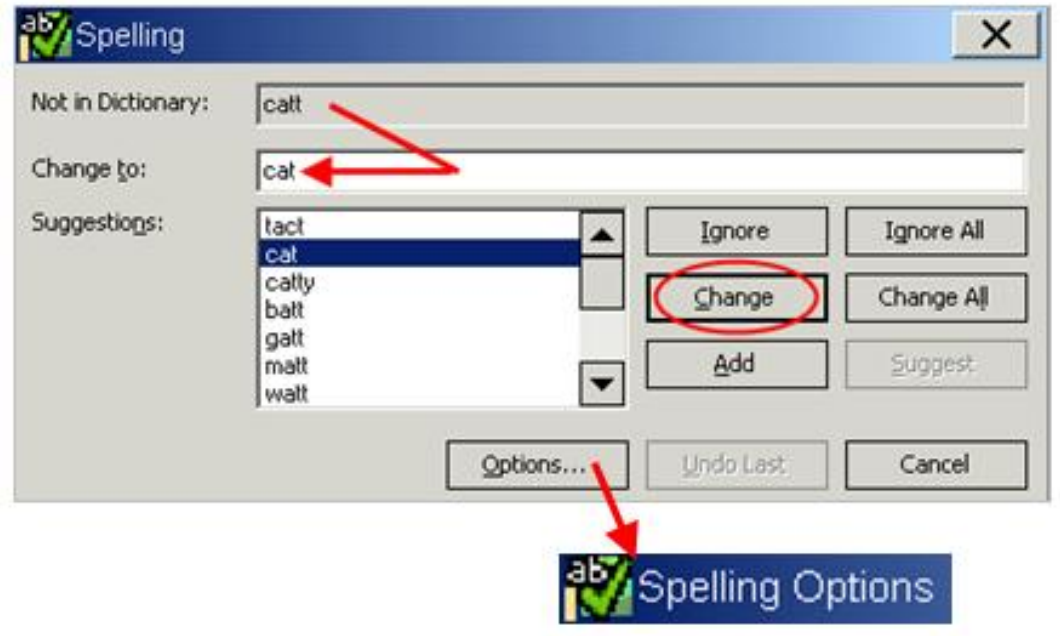 Spelling
Not in Dictionary: catt
Change to: cat
Suggestions:
tact
cat
catty
batt
gatt
matt
watt
Ignore
Ignore All
Change
Change All
Add
Suggest
Options...
Undo Last
Cancel
Spelling Options